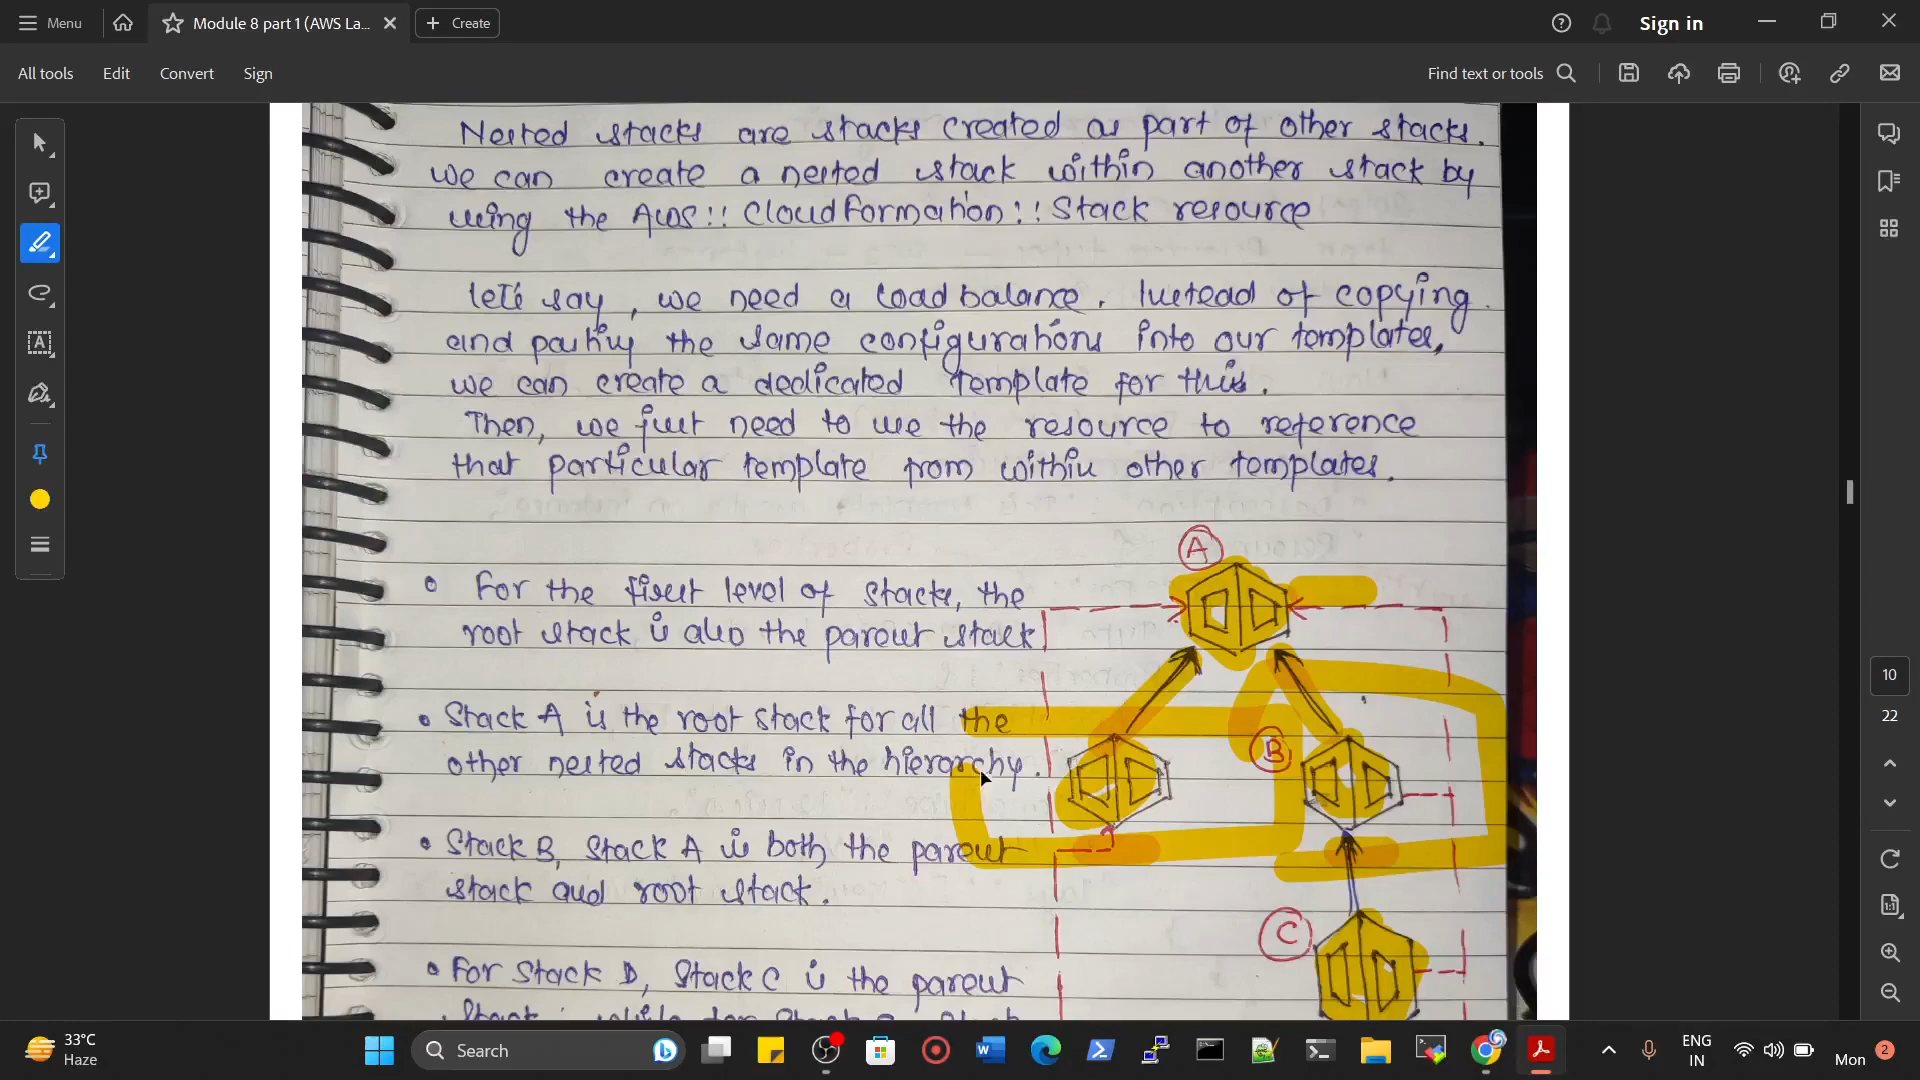 Menu
Module 8 part 1 (AWS La...
Create
Sign in
All tools
Edit
Convert
Sign
Find text or tools
Nested stacks are stacks created as part of other stacks.
we can create a nested stack within another stack by
using the AWS!! CloudFormation!! Stack resource
let's say, we need a load balance. Instead of copying
and pasting the same configurations into our templates,
we can create a dedicated template for this.
Then, we just need to use the resource to reference
that particular template from within other templates.
A
• For the first level of stacks, the
root stack is also the parent stack
• Stack A is the root stack for all the
other nested stacks in the hierarchy.
B
• Stack B, Stack A is both the parent
stack and root stack.
C
• For Stack D, Stack C is the parent
10
22
33°C
Haze
Search
ENG
IN
Mon
2